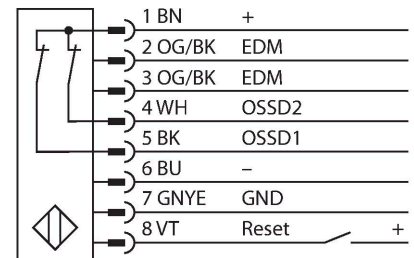 1 BN +
2 OG/BK EDM
3 OG/BK EDM
4 WH OSSD2
5 BK OSSD1
6 BU –
7 GNYE GND
8 VT Reset +